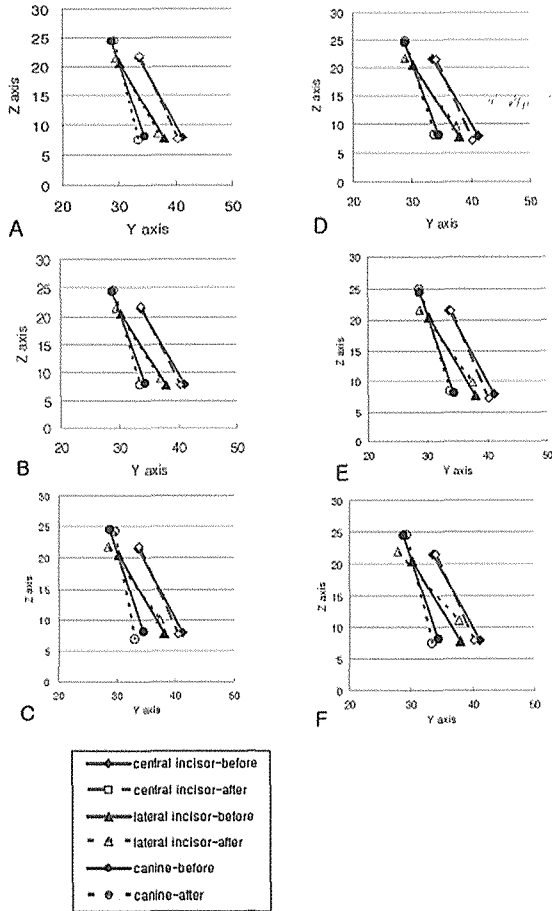 30
25
20
15
10
5
0
Z axis
20 30 40 50
Y axis
A
30
25
20
15
10
5
0
Z axis
20 30 40 50
Y axis
D
30
25
20
15
10
5
0
Z axis
20 30 40 50
Y axis
B
30
25
20
15
10
5
0
Z axis
20 30 40 50
Y axis
E
30
25
20
15
10
5
0
Z axis
20 30 40 50
Y axis
C
30
25
20
15
10
5
0
Z axis
20 30 40 50
Y axis
F
central incisor-before
central incisor-after
lateral incisor-before
lateral incisor-after
canine-before
canine-after